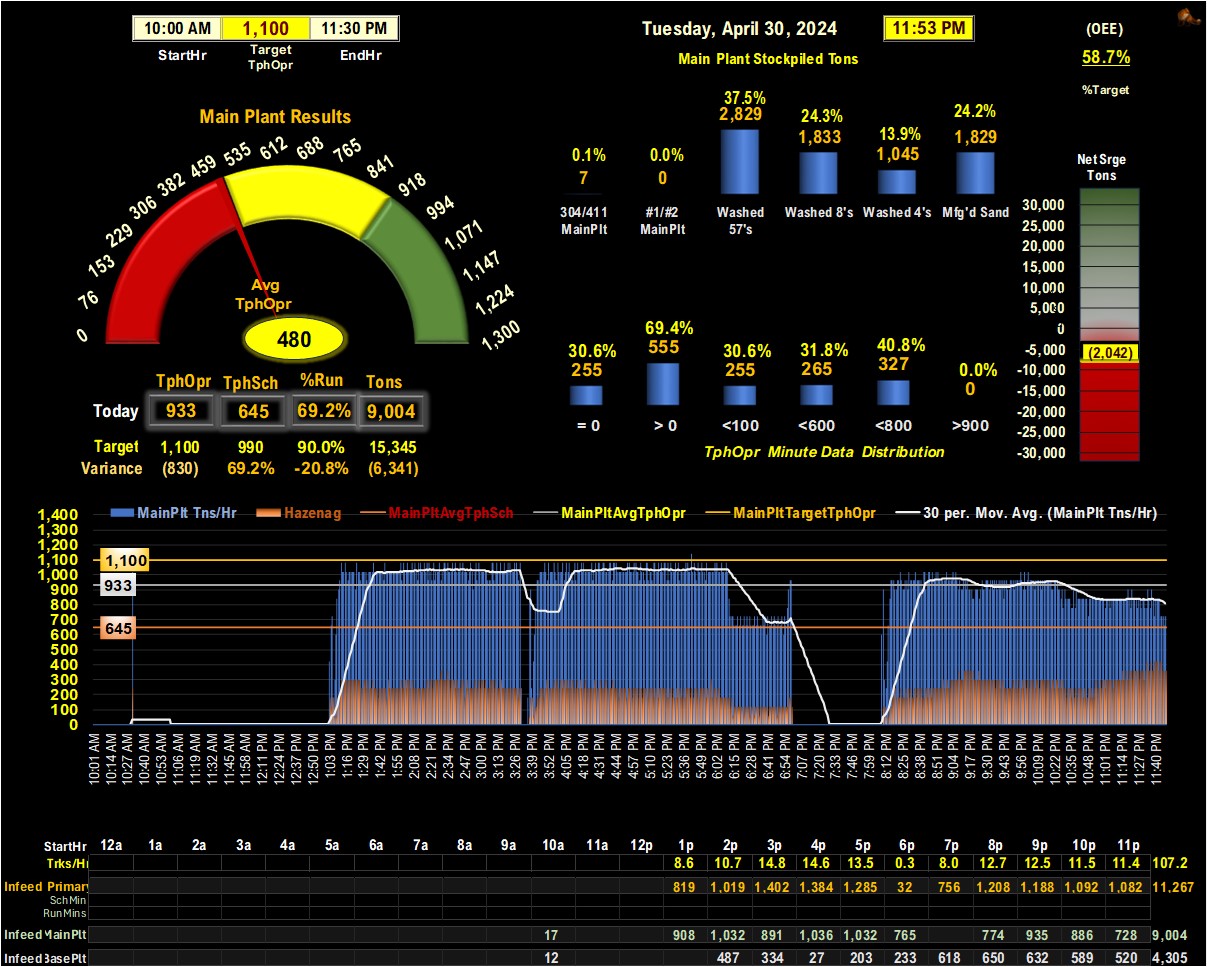 10:00 AM 1,100 11:30 PM
StartHr Target TphOpr EndHr
Tuesday, April 30, 2024 11:53 PM
(OEE)
58.7%
%Target
Main Plant Stockpiled Tons
37.5% 24.3% 13.9% 24.2%
2,829 1,833 1,045 1,829
0.1% 0.0%
7 0
304/411 MainPlt #1/#2 MainPlt Washed 57's Washed 8's Washed 4's Mfg'd Sand
Main Plant Results
0 76 153 229 306 382 459 535 612 688 765 841 918 994 1,071 1,147 1,224 1,300
Avg
TphOpr
480
Net Srge
Tons
30,000
25,000
20,000
15,000
10,000
5,000
0
-5,000
(2,042)
-10,000
-15,000
-20,000
-25,000
-30,000
30.6% 69.4% 30.6% 31.8% 40.8% 0.0%
255 555 255 265 327 0
= 0 > 0 <100 <600 <800 >900
TphOpr Minute Data Distribution
TphOpr TphSch %Run Tons
Today 933 645 69.2% 9,004
Target 1,100 990 90.0% 15,345
Variance (830) 69.2% -20.8% (6,341)
MainPlt Tns/Hr Hazenag MainPltAvgTphSch MainPltAvgTphOpr MainPltTargetTphOpr 30 per. Mov. Avg. (MainPlt Tns/Hr)
1,400
1,300
1,200
1,100
1,000
900
800
700
600
500
400
300
200
100
0
1,100
933
645
10:01 AM 10:14 AM 10:27 AM 10:40 AM 10:53 AM 11:06 AM 11:19 AM 11:32 AM 11:45 AM 11:58 AM 12:11 PM 12:24 PM 12:37 PM 12:50 PM 1:03 PM 1:16 PM 1:29 PM 1:42 PM 1:55 PM 2:08 PM 2:21 PM 2:34 PM 2:47 PM 3:00 PM 3:13 PM 3:26 PM 3:39 PM 3:52 PM 4:05 PM 4:18 PM 4:31 PM 4:44 PM 4:57 PM 5:10 PM 5:23 PM 5:36 PM 5:49 PM 6:02 PM 6:15 PM 6:28 PM 6:41 PM 6:54 PM 7:07 PM 7:20 PM 7:33 PM 7:46 PM 7:59 PM 8:12 PM 8:25 PM 8:38 PM 8:51 PM 9:04 PM 9:17 PM 9:30 PM 9:43 PM 9:56 PM 10:09 PM 10:22 PM 10:35 PM 10:48 PM 11:01 PM 11:14 PM 11:27 PM 11:40 PM
StartHr 12a 1a 2a 3a 4a 5a 6a 7a 8a 9a 10a 11a 12p 1p 2p 3p 4p 5p 6p 7p 8p 9p 10p 11p
Trks/Hr 8.6 10.7 14.8 14.6 13.5 0.3 8.0 12.7 12.5 11.5 11.4 107.2
Infeed Primary 819 1,019 1,402 1,384 1,285 32 756 1,208 1,188 1,092 1,082 11,267
SchMin
RunMins
Infeed MainPlt 17 908 1,032 891 1,036 1,032 765 774 935 886 728 9,004
Infeed BasePlt 12 487 334 27 203 233 618 650 632 589 520 4,305